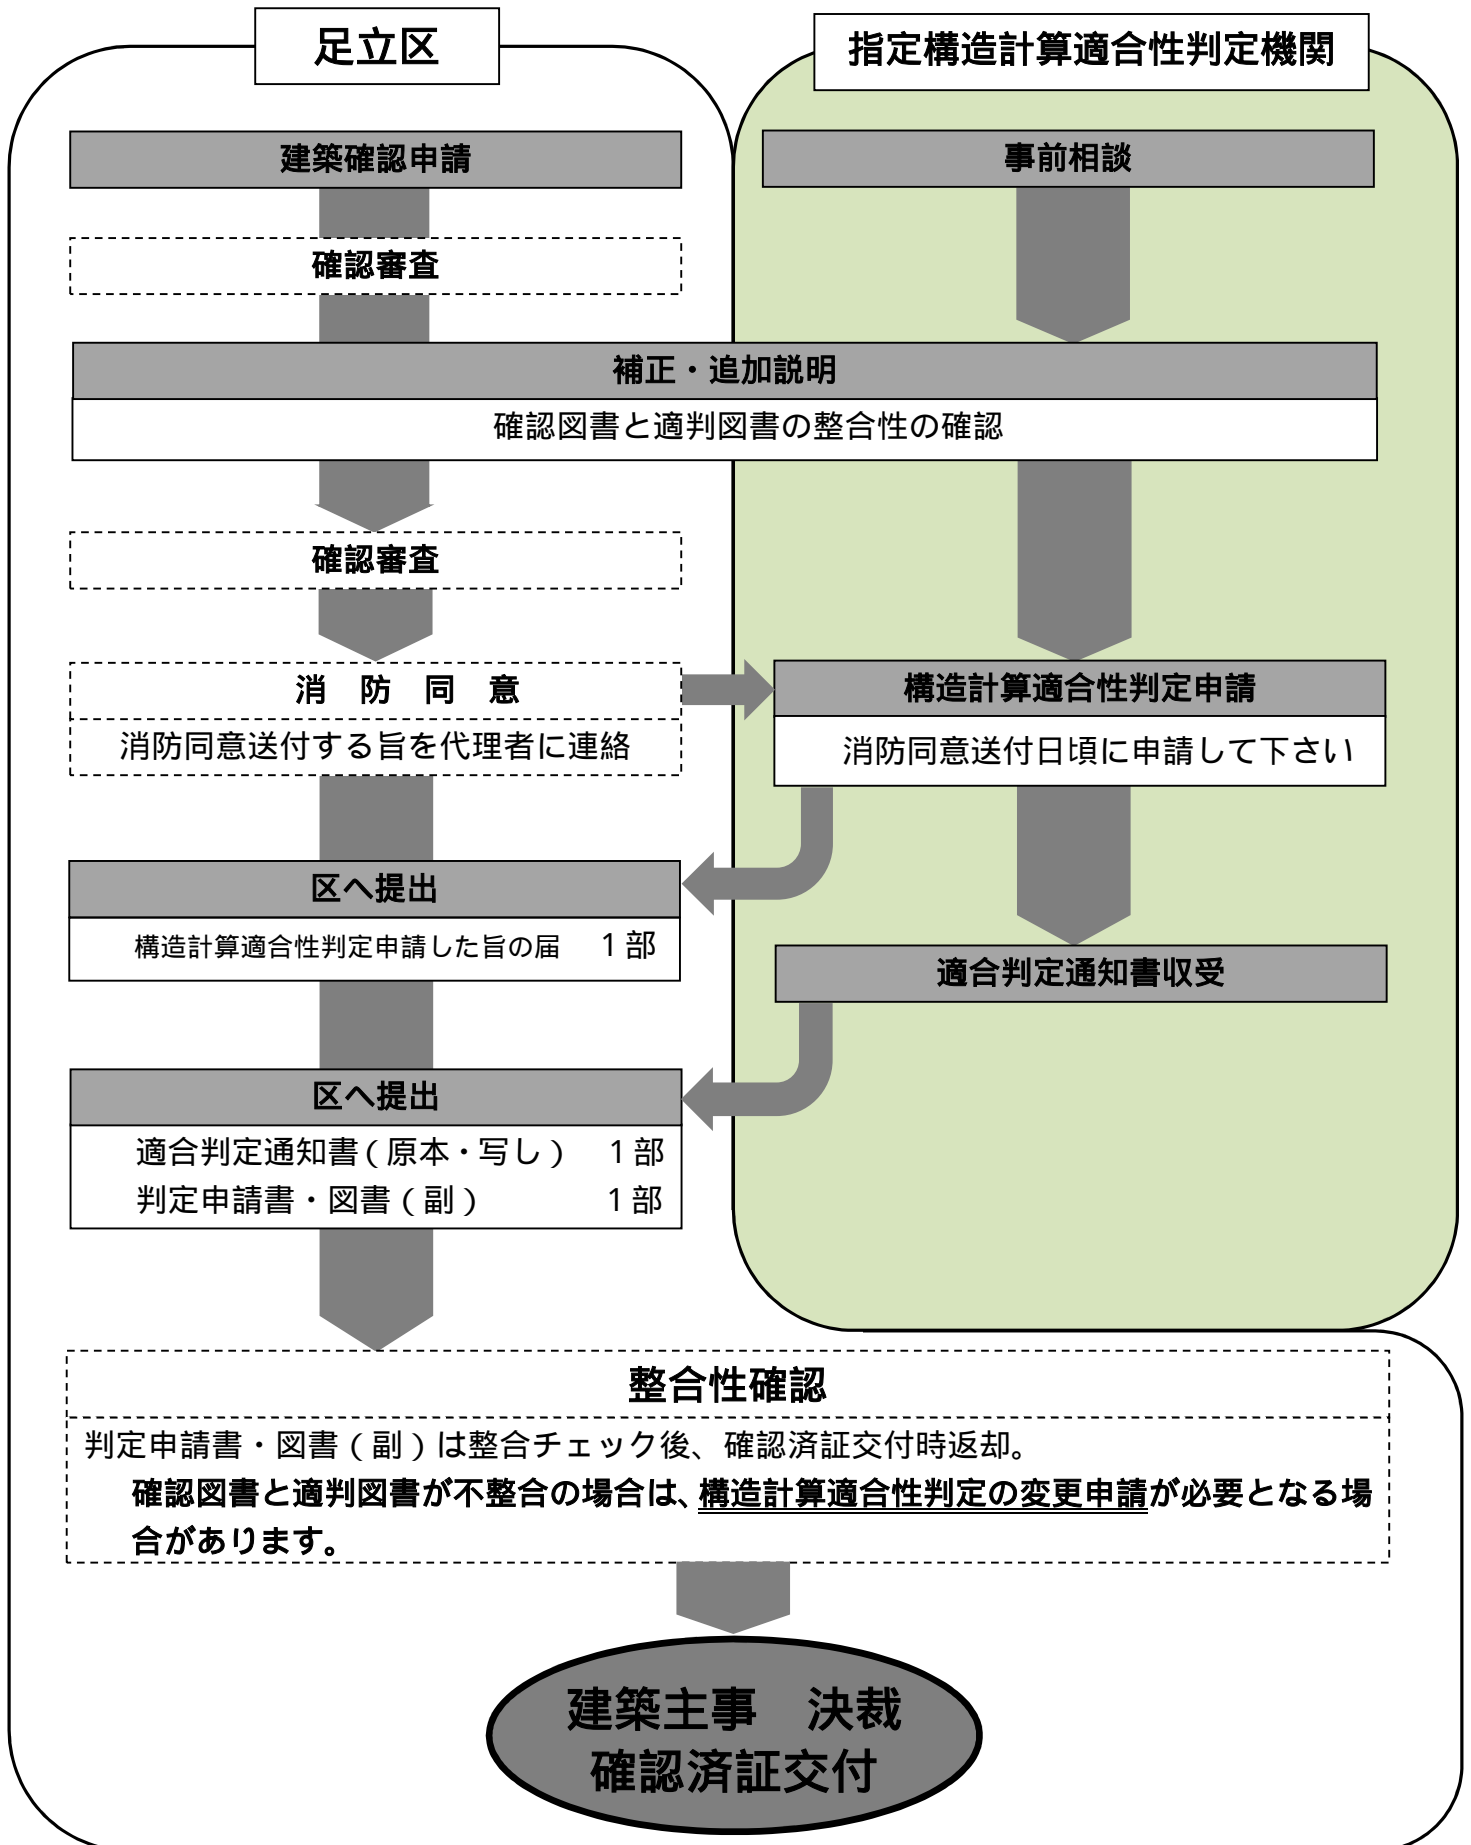 足立区
指定構造計算適合性判定機関
建築確認申請
事前相談
確認審査
補正・追加説明
確認図書と適判図書の整合性の確認
確認審査
消　防　同　意
消防同意送付する旨を代理者に連絡
構造計算適合性判定申請
消防同意送付日頃に申請して下さい
区へ提出
構造計算適合性判定申請した旨の届　1部
適合判定通知書収受
区へ提出
適合判定通知書（原本・写し）　1部
判定申請書・図書（副）　1部
整合性確認
判定申請書・図書（副）は整合チェック後、確認済証交付時返却。
確認図書と適判図書が不整合の場合は、構造計算適合性判定の変更申請が必要となる場
合があります。
建築主事　決裁
確認済証交付